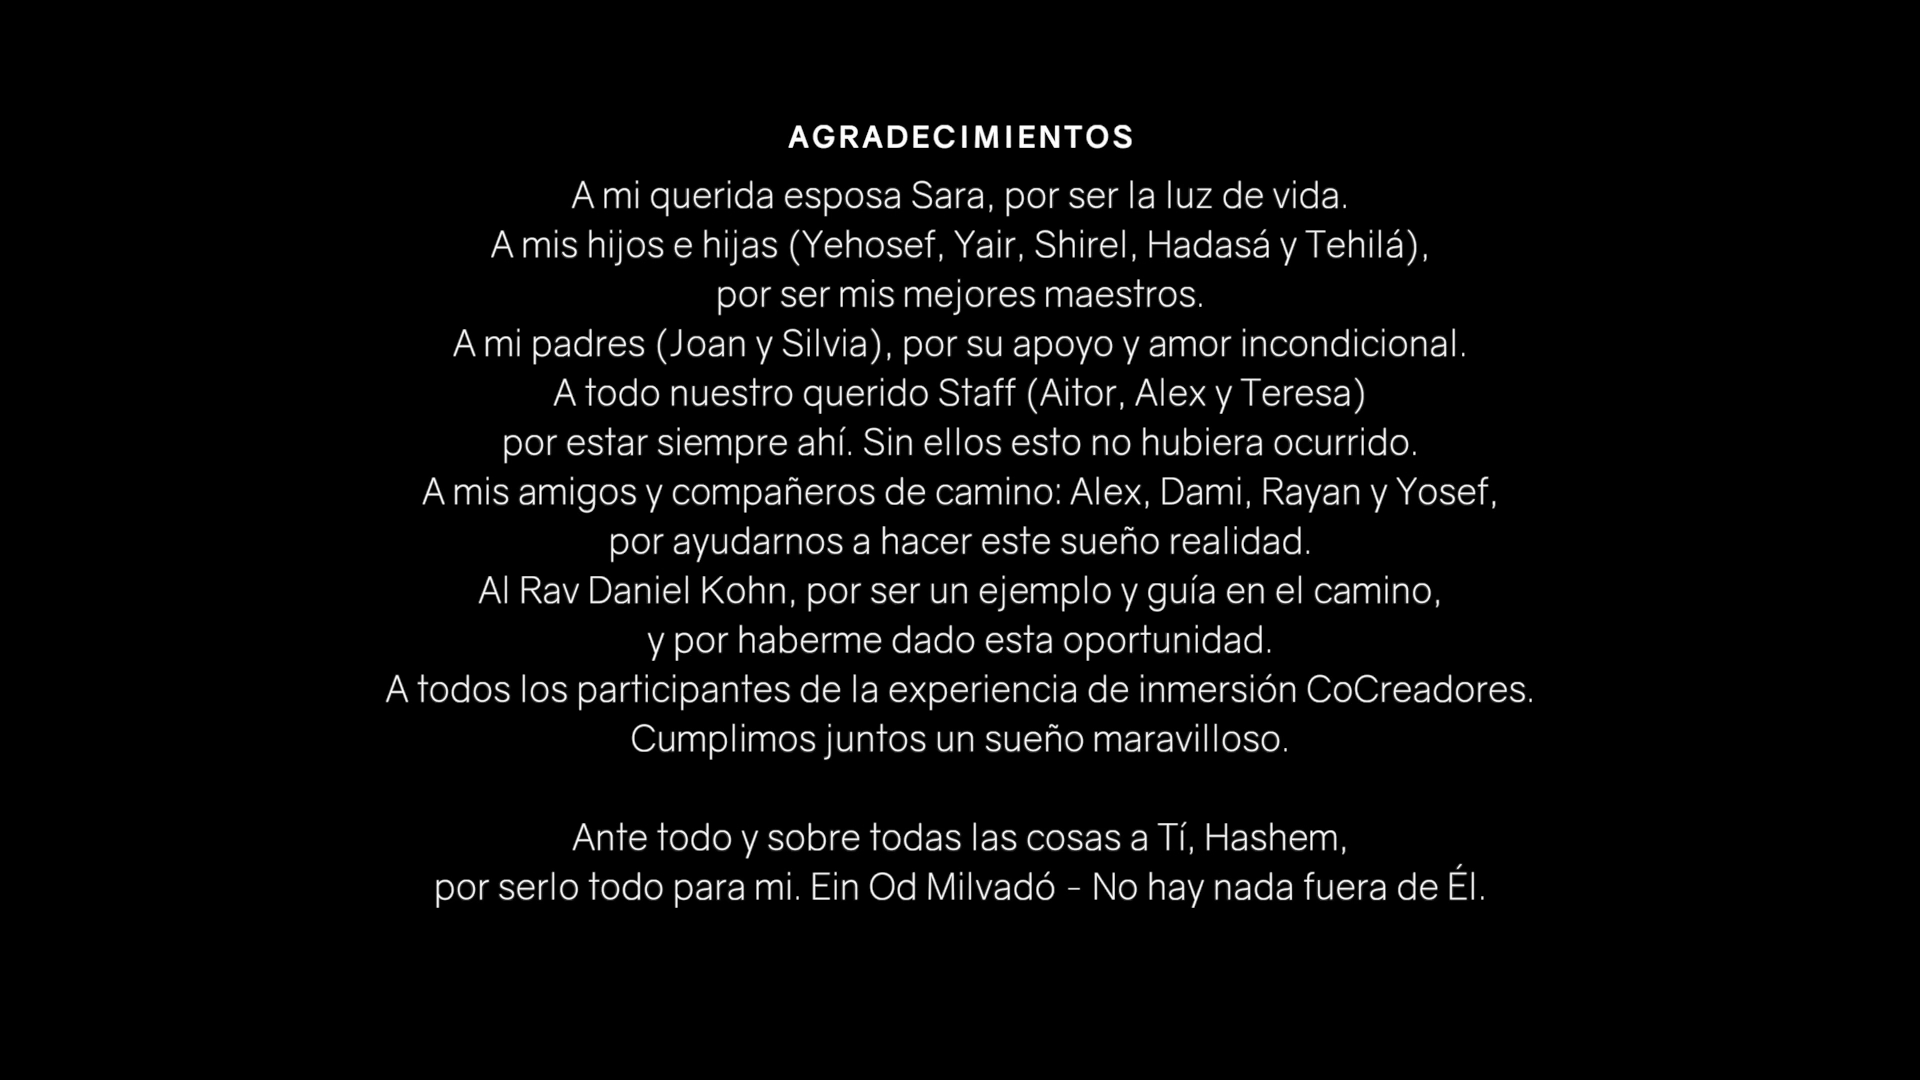 AGRADECIMIENTOS
A mi querida esposa Sara, por ser la luz de vida.
A mis hijos e hijas (Yehosef, Yair, Shirel, Hadasá y Tehilá),
por ser mis mejores maestros.
A mi padres (Joan y Silvia), por su apoyo y amor incondicional.
A todo nuestro querido Staff (Aitor, Alex y Teresa)
por estar siempre ahí. Sin ellos esto no hubiera ocurrido.
A mis amigos y compañeros de camino: Alex, Dami, Rayan y Yosef,
por ayudarnos a hacer este sueño realidad.
Al Rav Daniel Kohn, por ser un ejemplo y guía en el camino,
y por haberme dado esta oportunidad.
A todos los participantes de la experiencia de inmersión CoCreadores.
Cumplimos juntos un sueño maravilloso.
Ante todo y sobre todas las cosas a Tí, Hashem,
por serlo todo para mi. Ein Od Milvadó - No hay nada fuera de Él.